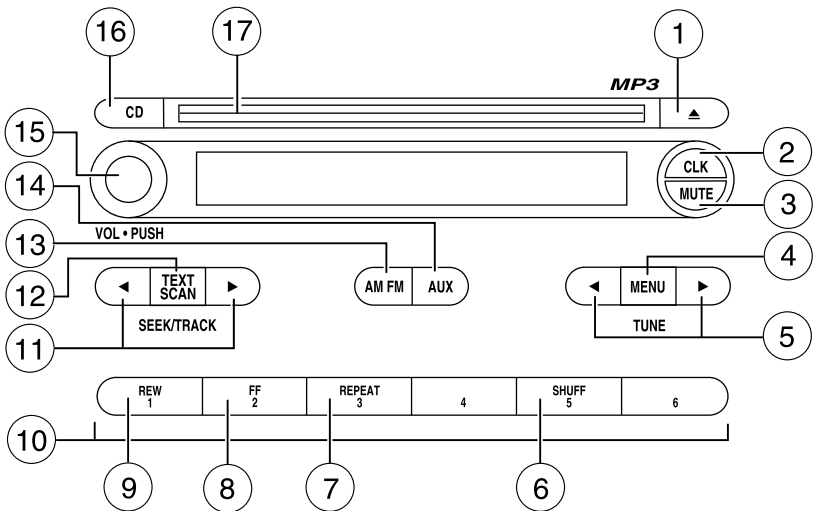 16
17
1
MP3
CD
15
2
CLK
14
MUTE
3
VOL • PUSH
13
4
12
TEXT
SCAN
AM FM
AUX
MENU
11
SEEK/TRACK
TUNE
5
REW
1
FF
2
REPEAT
3
4
SHUFF
5
6
10
9
8
7
6